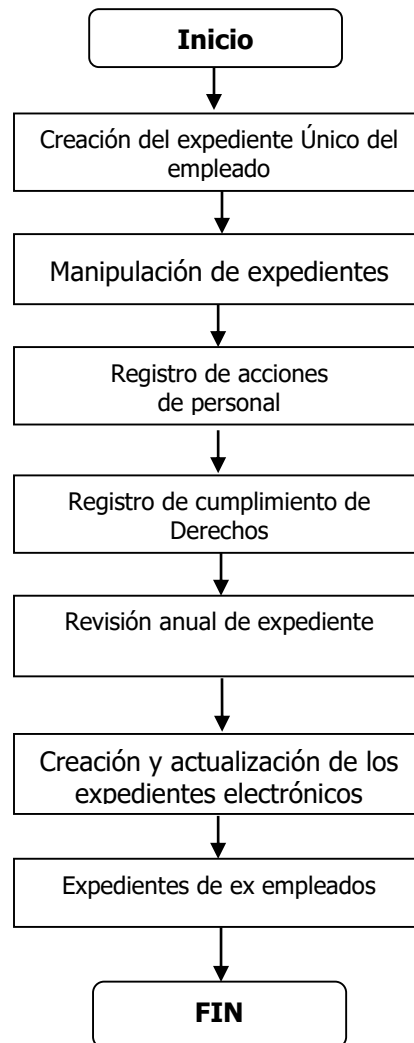 Inicio
Creación del expediente Único del
empleado
Manipulación de expedientes
Registro de acciones
de personal
Registro de cumplimiento de
Derechos
Revisión anual de expediente
Creación y actualización de los
expedientes electrónicos
Expedientes de ex empleados
FIN